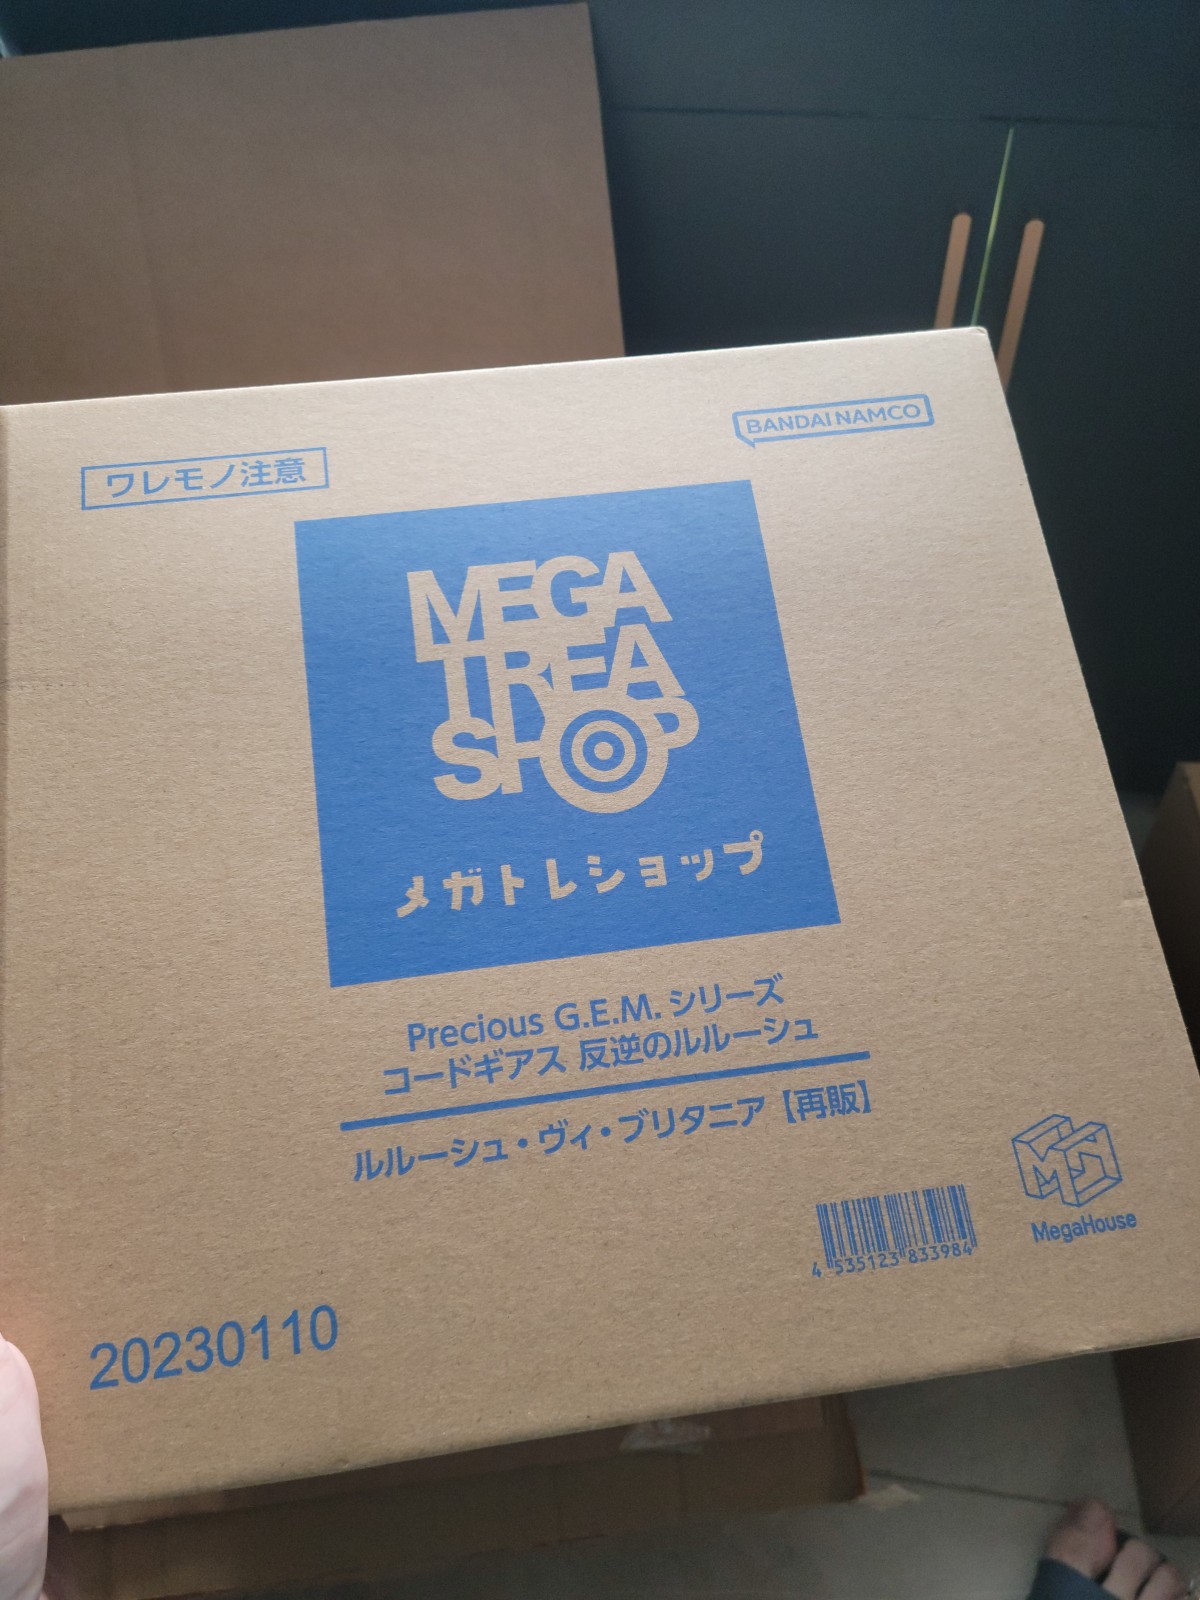 ワレモノ注意
BANDAI NAMCO
MEGA
TREA
SHOP
メガトレショップ
Precious G.E.M. シリーズ
コードギアス 反逆のルルーシュ
ルルーシュ・ヴィ・ブリタニア【再販】
4 535123 833984
MegaHouse
20230110